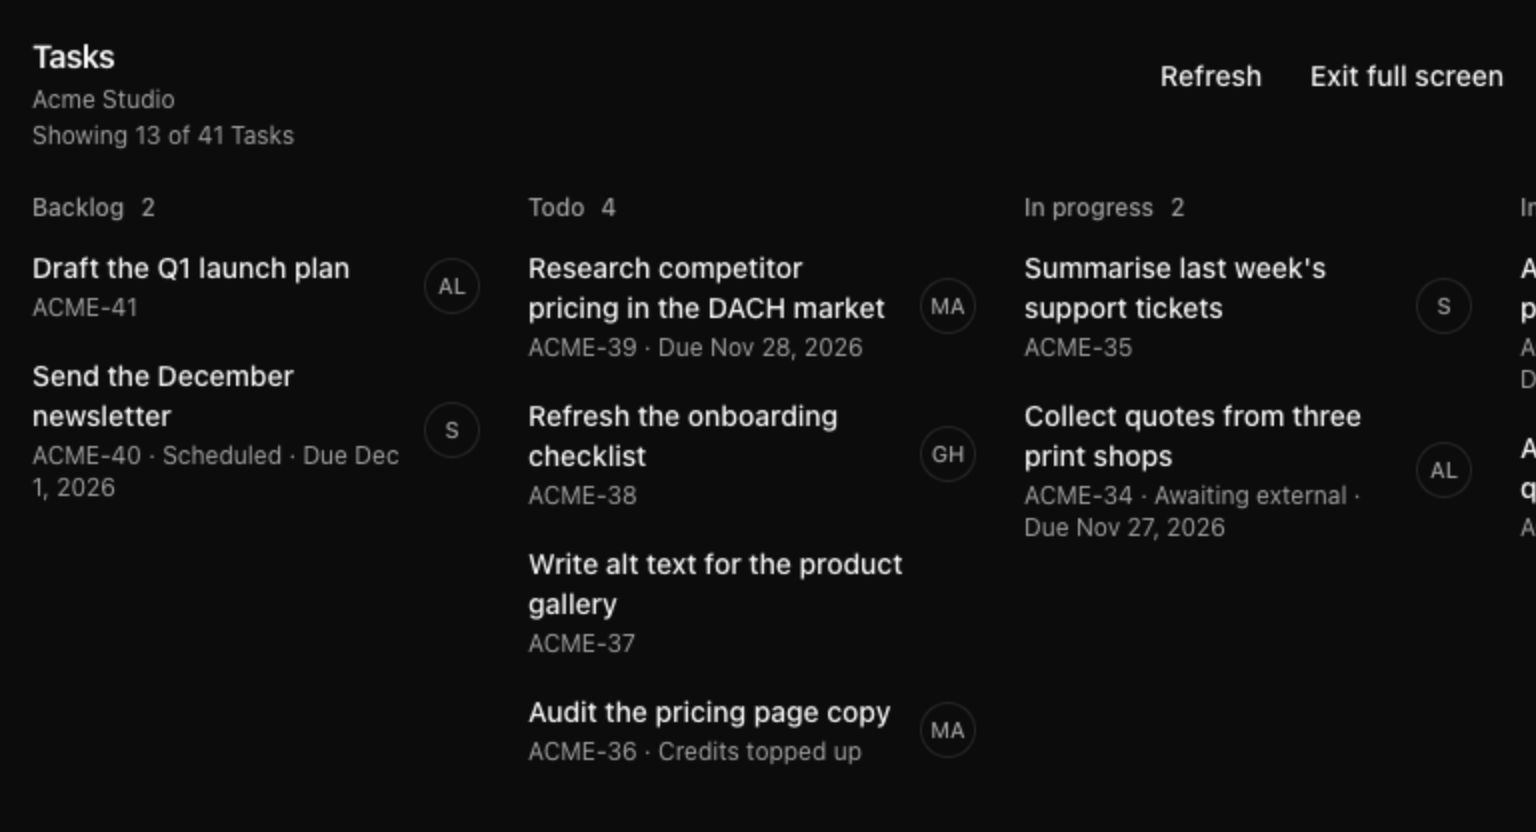 Tasks
Acme Studio
Showing 13 of 41 Tasks
Refresh
Exit full screen
Backlog 2
Draft the Q1 launch plan
ACME-41
AL
Send the December
newsletter
ACME-40 · Scheduled · Due Dec
1, 2026
S
Todo 4
Research competitor
pricing in the DACH market
ACME-39 · Due Nov 28, 2026
MA
Refresh the onboarding
checklist
ACME-38
GH
Write alt text for the product
gallery
ACME-37
Audit the pricing page copy
ACME-36 · Credits topped up
MA
In progress 2
Summarise last week's
support tickets
ACME-35
S
Collect quotes from three
print shops
ACME-34 · Awaiting external ·
Due Nov 27, 2026
AL